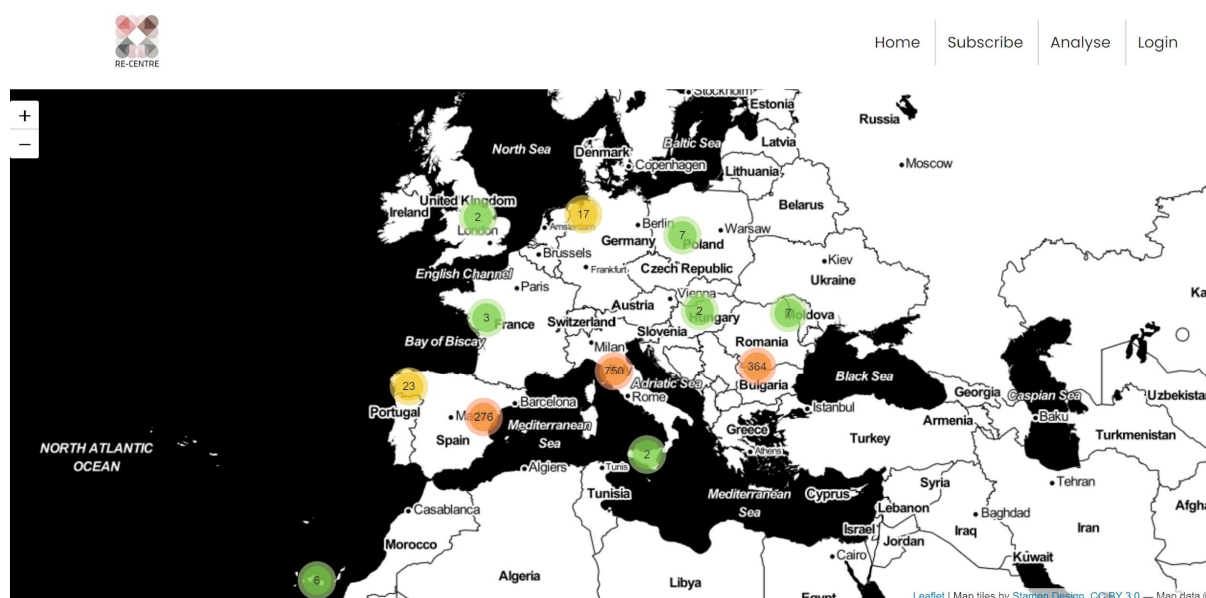 RE-CENTRE
Home
Subscribe
Analyse
Login
+
−
Stockholm
Estonia
Russia
Latvia
Moscow
North Sea
Denmark
Baltic Sea
Copenhagen
Lithuania
Belarus
United Kingdom
Ireland
2
London
17
Amsterdam
Berlin
7
Warsaw
Germany
Poland
Brussels
Kiev
English Channel
Frankfurt
Czech Republic
Ukraine
Paris
Vienna
Austria
2
Hungary
7
Moldova
3
France
Switzerland
Slovenia
Bay of Biscay
Milan
Romania
750
364
Adriatic Sea
Black Sea
23
Rome
Bulgaria
Georgia
Caspian Sea
Uzbekistan
Portugal
276
Barcelona
Istanbul
Baku
Spain
Mediterranean
Sea
Greece
Armenia
Turkey
Turkmenistan
NORTH ATLANTIC
OCEAN
2
Athens
Algiers
Tunis
Tunisia
Mediterranean
Sea
Cyprus
Syria
Tehran
Casablanca
Lebanon
Baghdad
Iraq
Iran
Israel
Jordan
Morocco
Cairo
Kuwait
6
Algeria
Libya
Egypt
Leaflet | Map tiles by Stamen Design, CC BY 3.0 — Map data ©